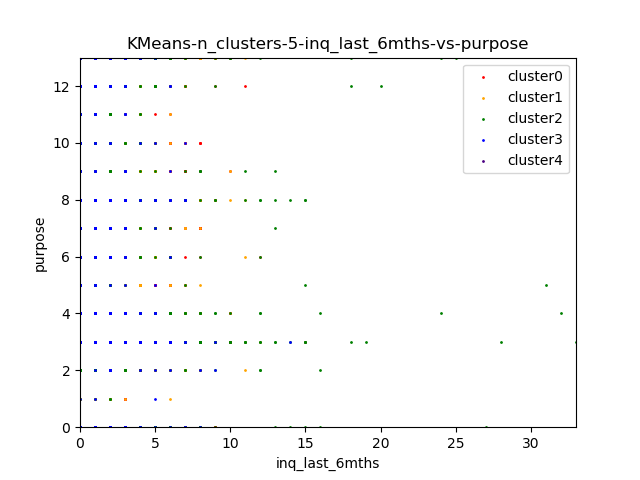 KMeans-n_clusters-5-inq_last_6mths-vs-purpose
cluster0
cluster1
cluster2
cluster3
cluster4
purpose
12
10
8
6
4
2
0
0 5 10 15 20 25 30
inq_last_6mths